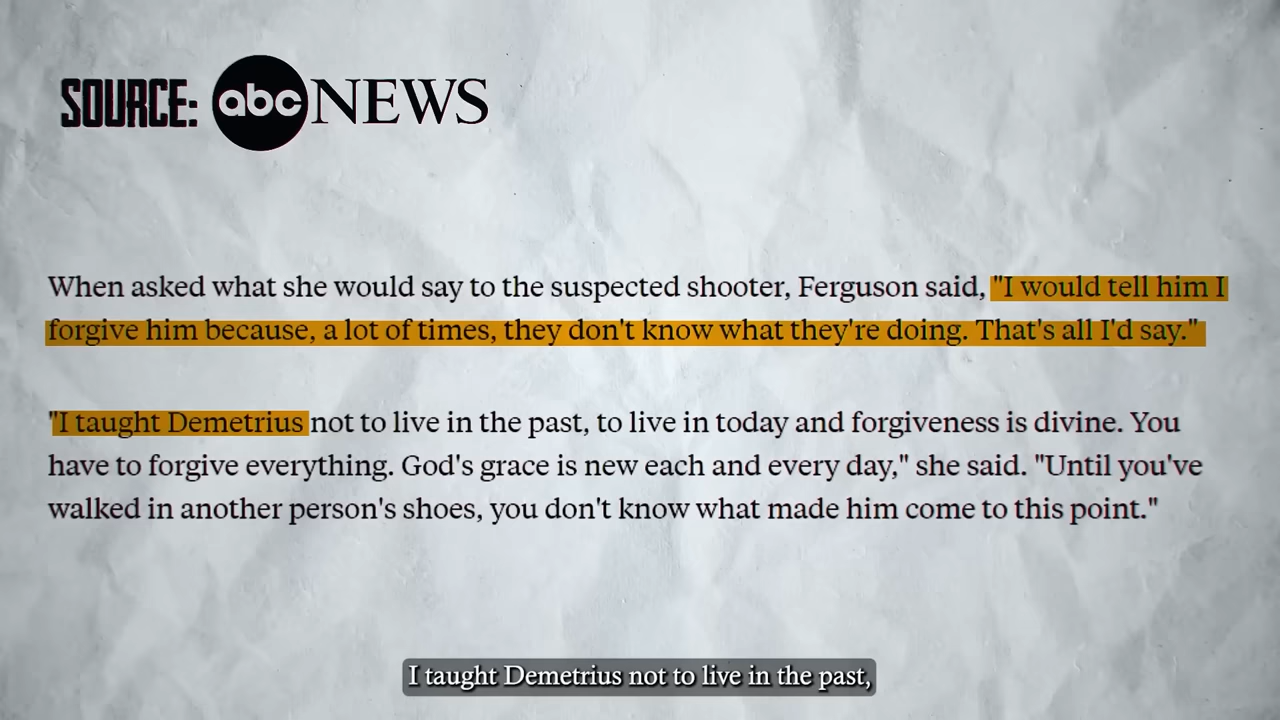 SOURCE: abc NEWS
When asked what she would say to the suspected shooter, Ferguson said, "I would tell him I
forgive him because, a lot of times, they don't know what they're doing. That's all I'd say."
"I taught Demetrius not to live in the past, to live in today and forgiveness is divine. You
have to forgive everything. God's grace is new each and every day," she said. "Until you've
walked in another person's shoes, you don't know what made him come to this point."
I taught Demetrius not to live in the past,